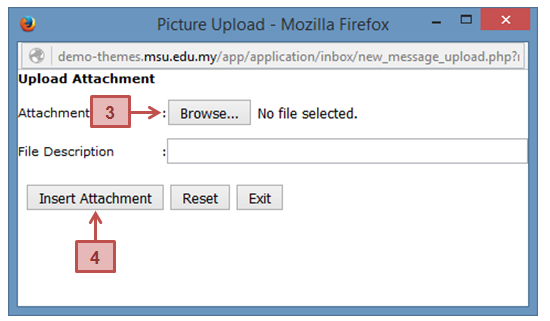 Picture Upload - Mozilla Firefox
demo-themes.msu.edu.my/app/application/inbox/new_message_upload.php?
Upload Attachment
Attachment 3 : Browse... No file selected.
File Description :
Insert Attachment Reset Exit
4